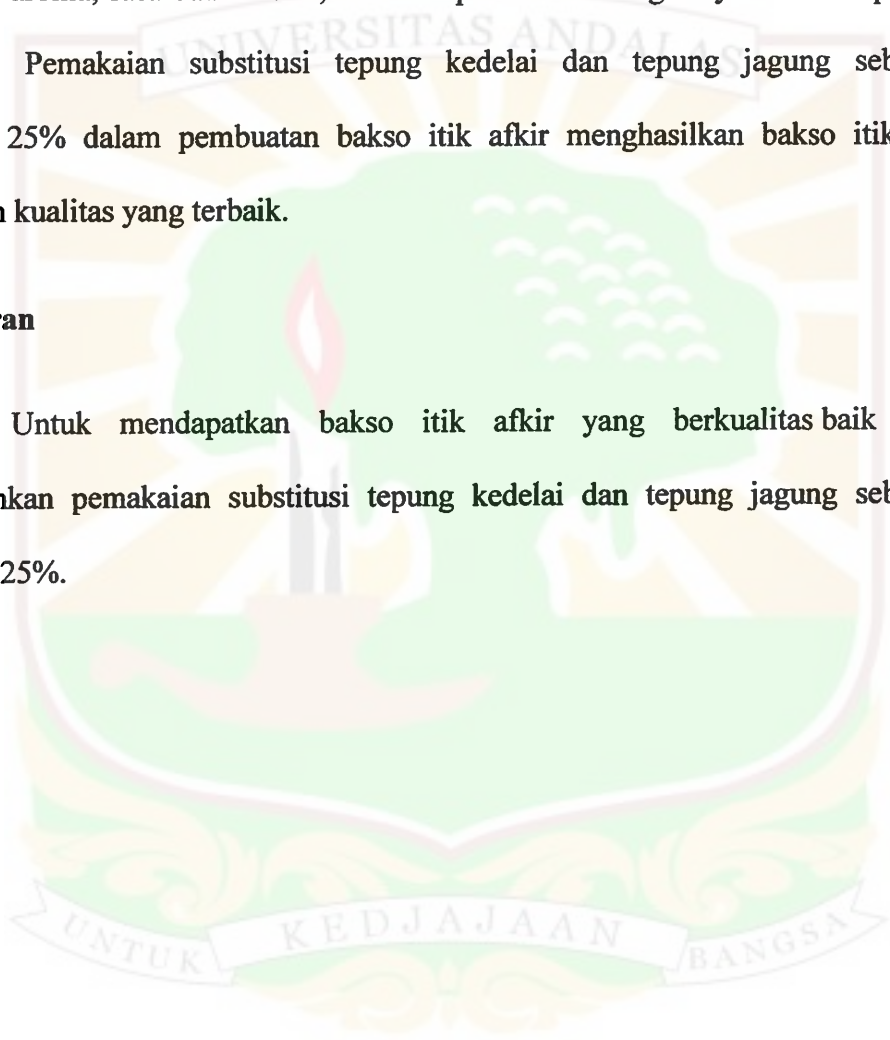 Pemakaian substitusi tepung kedelai dan tepung jagung seb
25% dalam pembuatan bakso itik afkir menghasilkan bakso itik
kualitas yang terbaik.
ran
Untuk mendapatkan bakso itik afkir yang berkualitas baik
nkan pemakaian substitusi tepung kedelai dan tepung jagung seb
25%.
UNIVERSITAS ANDALAS
UNTUK KEDJAJAAN BANGSA